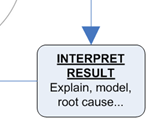 INTERPRET
RESULT
Explain, model,
root cause...